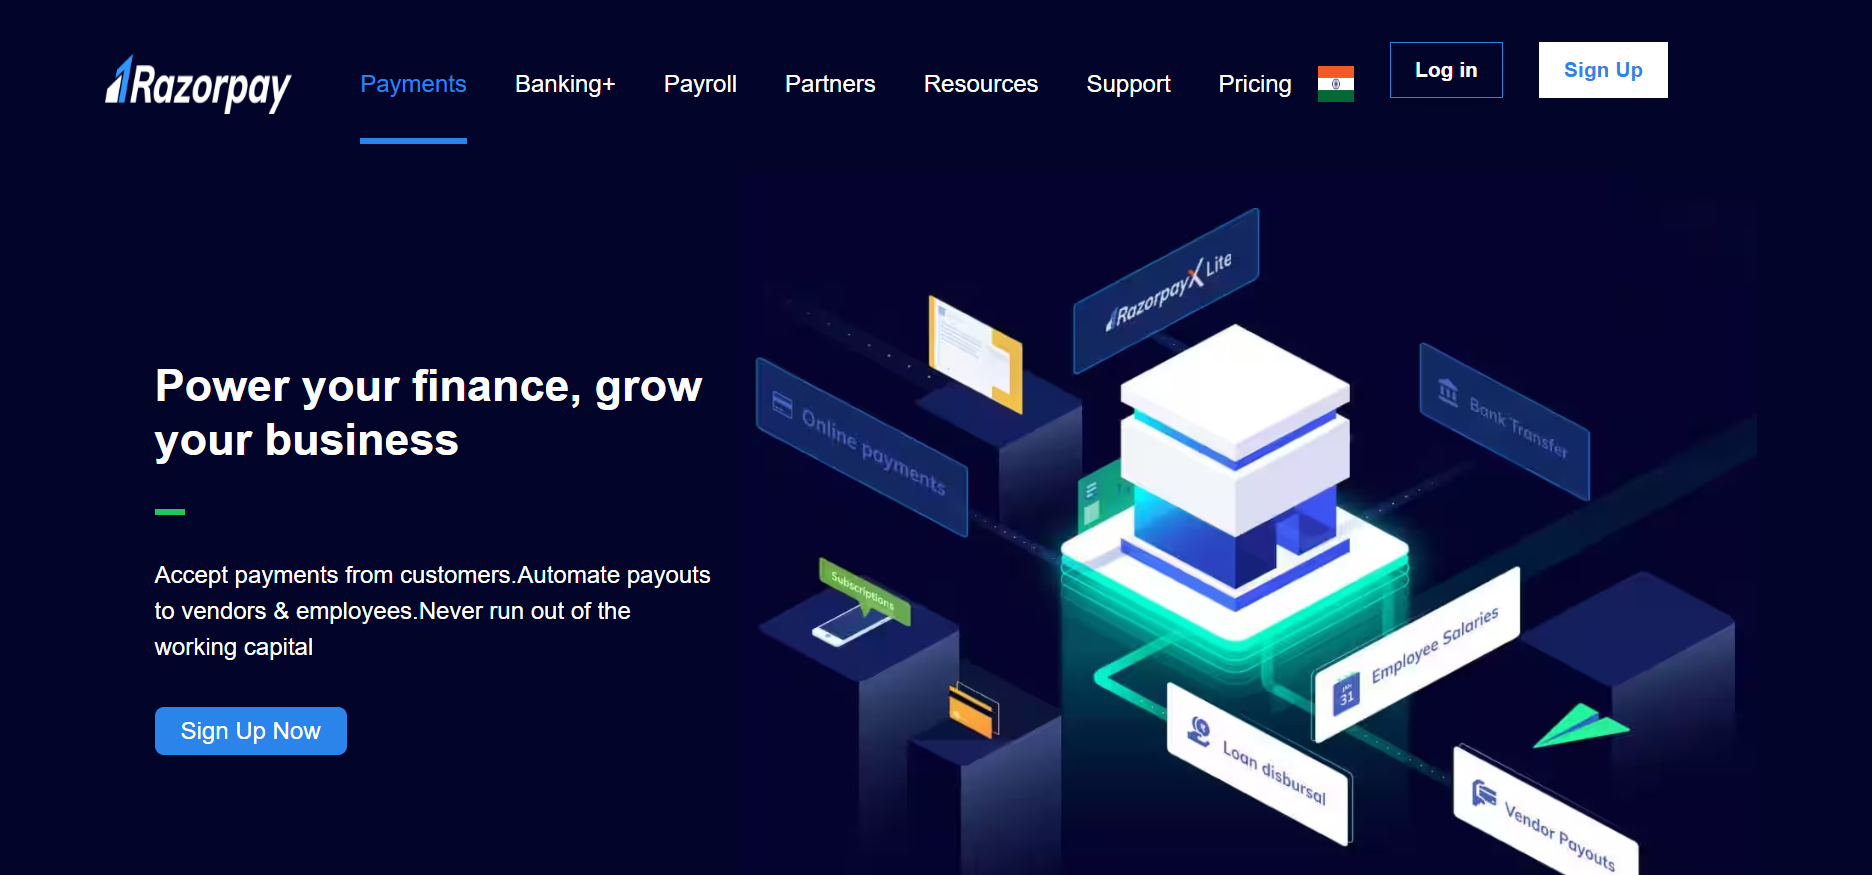 Razorpay
Payments
Banking+
Payroll
Partners
Resources
Support
Pricing
Log in
Sign Up
Power your finance, grow
your business
Accept payments from customers.Automate payouts
to vendors & employees.Never run out of the
working capital
Sign Up Now
RazorpayX Lite
Online payments
Bank Transfer
Subscriptions
JAN
31
Employee Salaries
Loan disbursal
Vendor Payouts